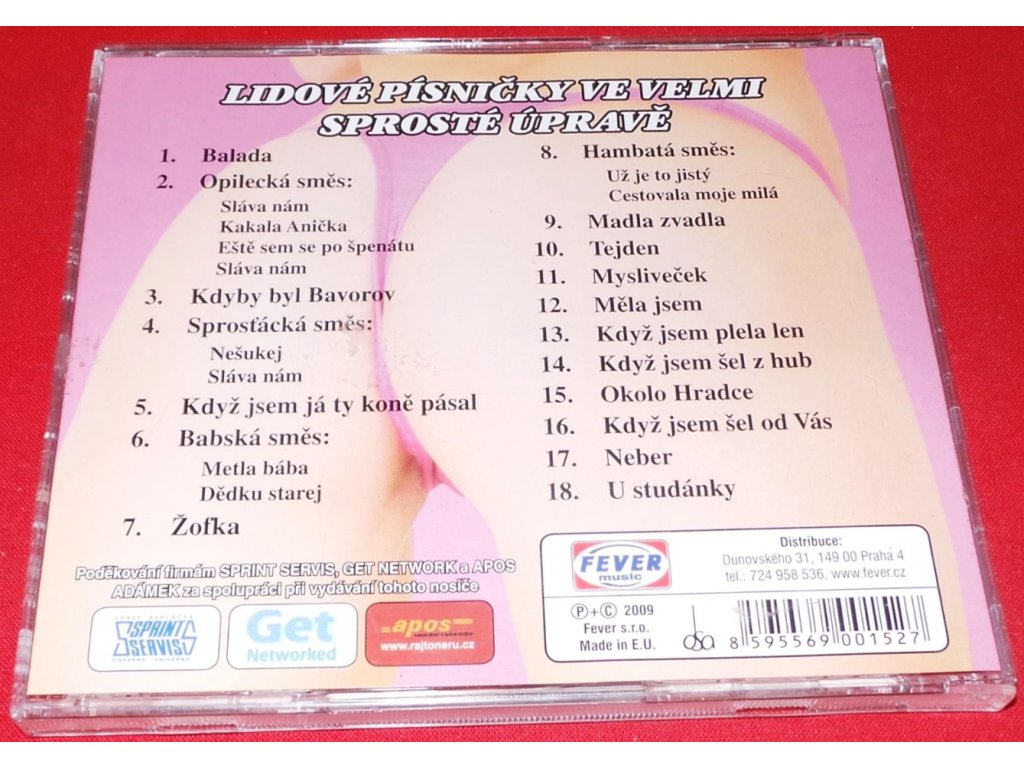 LIDOVÉ PÍSNIČKY VE VELMI
SPROSTÉ ÚPRAVĚ
1. Balada
2. Opilecká směs:
Sláva nám
Kakala Anička
Eště sem se po špenátu
Sláva nám
3. Kdyby byl Bavorov
4. Sprosťácká směs:
Nešukej
Sláva nám
5. Když jsem já ty koně pásal
6. Babská směs:
Metla bába
Dědku starej
7. Žofka
8. Hambatá směs:
Už je to jistý
Cestovala moje milá
9. Madla zvadla
10. Tejden
11. Mysliveček
12. Měla jsem
13. Když jsem plela len
14. Když jsem šel z hub
15. Okolo Hradce
16. Když jsem šel od Vás
17. Neber
18. U studánky
Poděkování firmám SPRINT SERVIS, GET NETWORK a APOS
ADÁMEK za spolupráci při vydávání tohoto nosiče
SPRINT
SERVIS
Get
Networked
apos
www.rajtoneru.cz
FEVER
music
Distribuce:
Dunovského 31, 149 00 Praha 4
tel.: 724 958 536, www.fever.cz
P+C 2009
Fever s.r.o.
Made in E.U.
osa
8 595569 001527